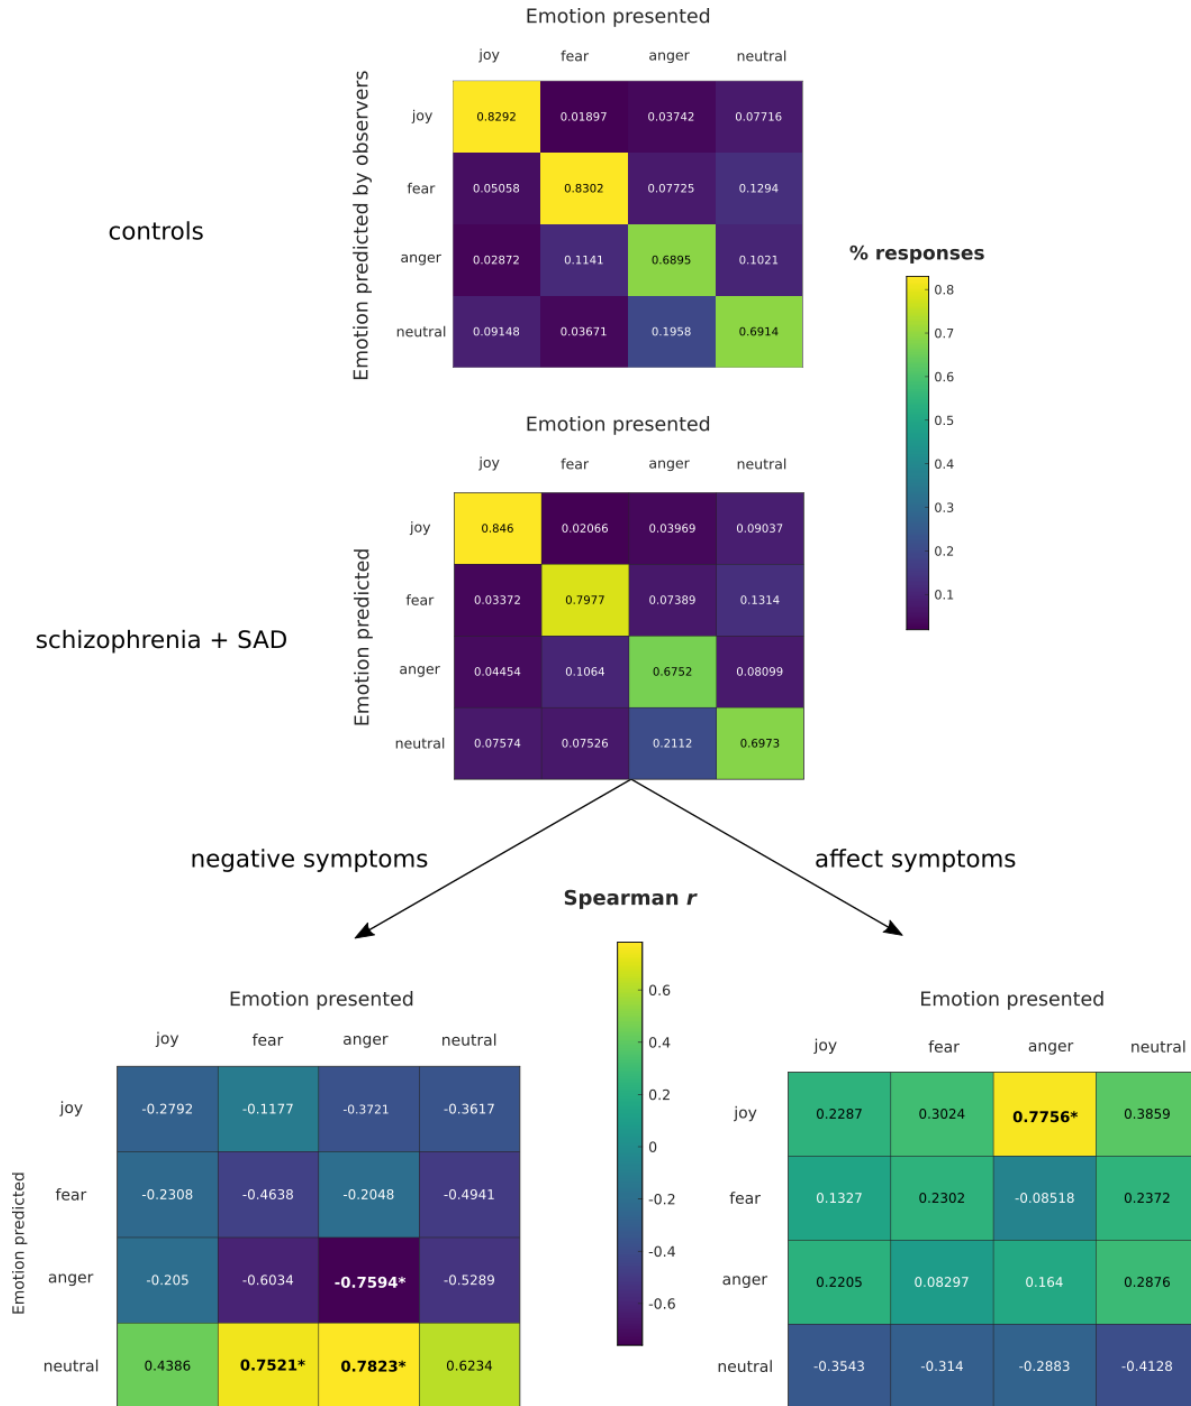 Emotion presented
joy fear anger neutral
Emotion predicted by observers
joy 0.8292 0.01897 0.03742 0.07716
fear 0.05058 0.8302 0.07725 0.1294
controls
anger 0.02872 0.1141 0.6895 0.1021
neutral 0.09148 0.03671 0.1958 0.6914
% responses
0.8
0.7
0.6
0.5
0.4
0.3
0.2
0.1
Emotion presented
joy fear anger neutral
Emotion predicted
joy 0.846 0.02066 0.03969 0.09037
fear 0.03372 0.7977 0.07389 0.1314
schizophrenia + SAD
anger 0.04454 0.1064 0.6752 0.08099
neutral 0.07574 0.07526 0.2112 0.6973
negative symptoms
affect symptoms
Spearman r
0.6
0.4
0.2
0
-0.2
-0.4
-0.6
Emotion presented
joy fear anger neutral
Emotion predicted
joy -0.2792 -0.1177 -0.3721 -0.3617
fear -0.2308 -0.4638 -0.2048 -0.4941
anger -0.205 -0.6034 -0.7594* -0.5289
neutral 0.4386 0.7521* 0.7823* 0.6234
Emotion presented
joy fear anger neutral
joy 0.2287 0.3024 0.7756* 0.3859
fear 0.1327 0.2302 -0.08518 0.2372
anger 0.2205 0.08297 0.164 0.2876
neutral -0.3543 -0.314 -0.2883 -0.4128